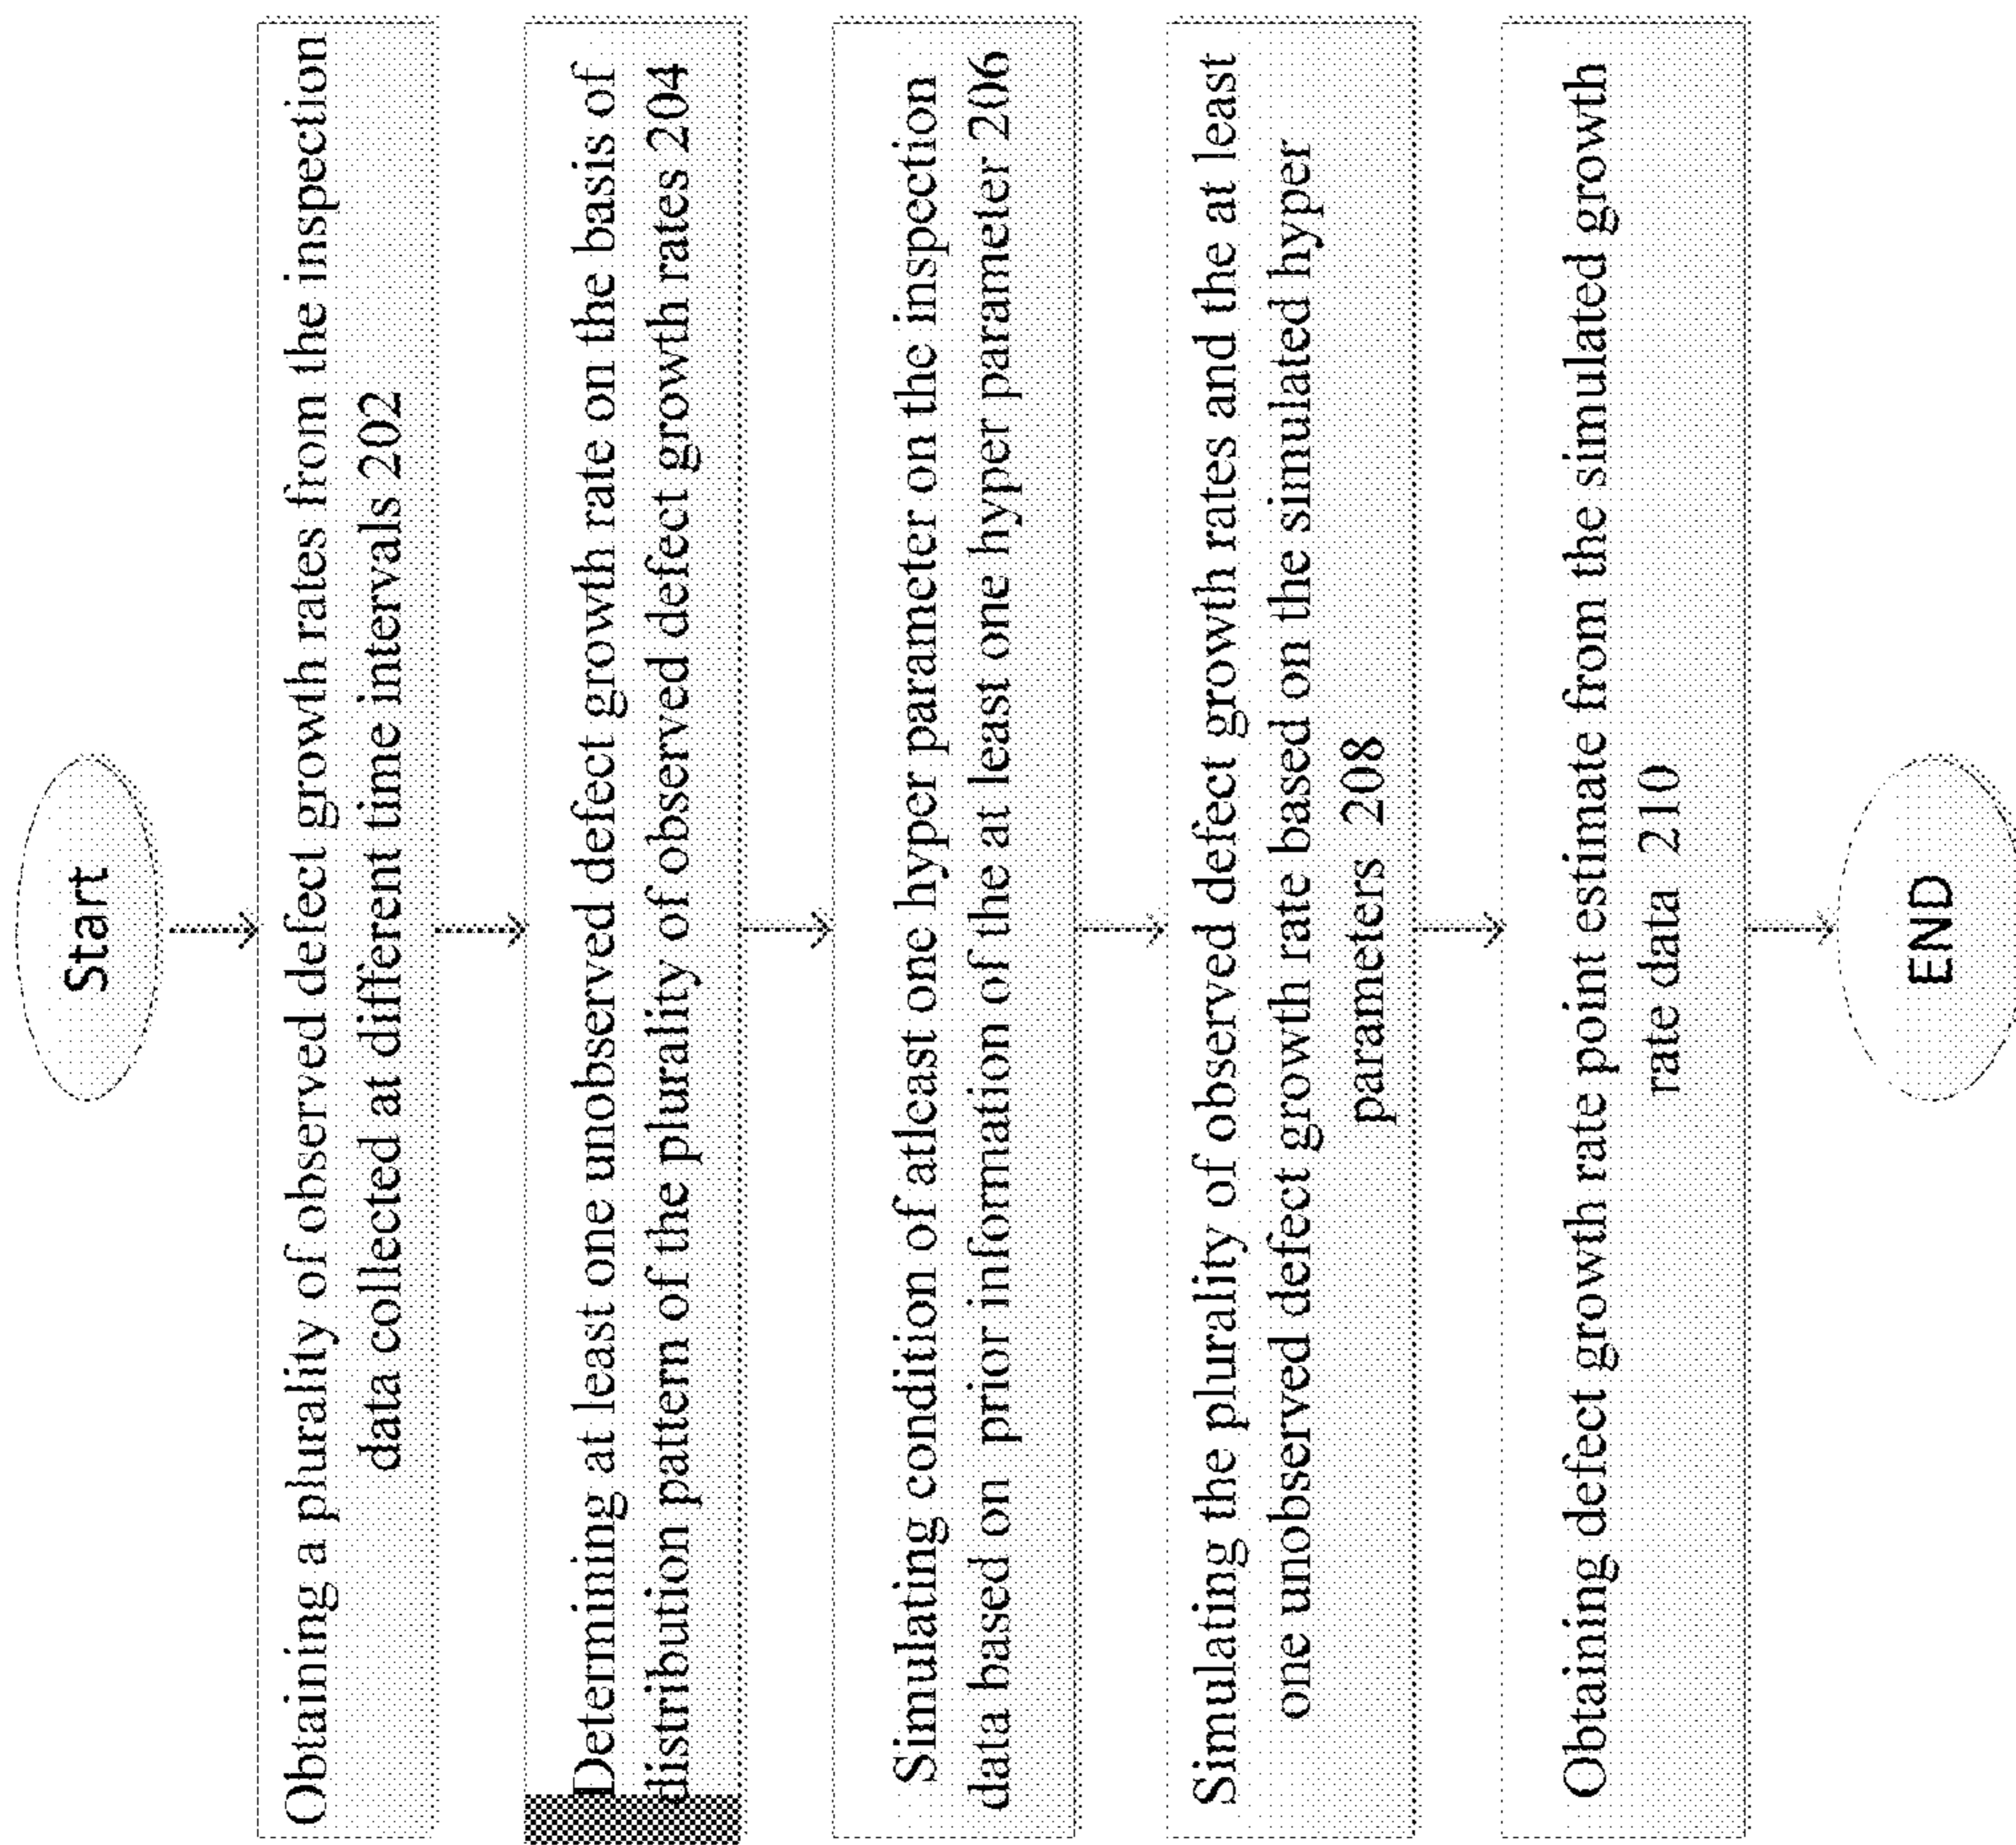 Start
Obtaining a plurality of observed defect growth rates from the inspection
data collected at different time intervals 202
Determining at least one unobserved defect growth rate on the basis of
distribution pattern of the plurality of observed defect growth rates 204
Simulating condition of atleast one hyper parameter on the inspection
data based on prior information of the at least one hyper parameter 206
Simulating the plurality of observed defect growth rates and the at least
one unobserved defect growth rate based on the simulated hyper
parameters 208
Obtaining defect growth rate point estimate from the simulated growth
rate data 210
END